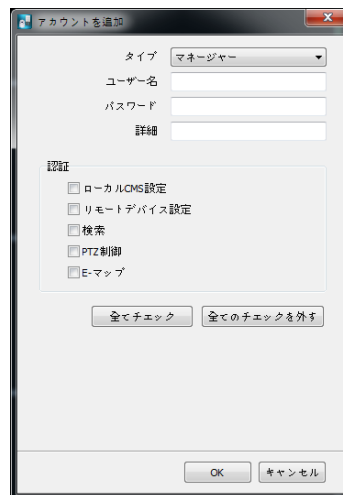 アカウントを追加
タイプ マネージャー
ユーザー名
パスワード
詳細
認証
ローカルCMS設定
リモートデバイス設定
検索
PTZ制御
E-マップ
全てチェック 全てのチェックを外す
OK キャンセル